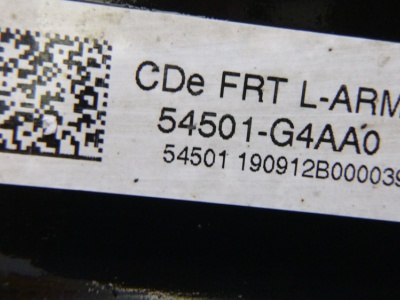 CDe FRT L-ARM
54501-G4AA0
54501 190912B000039